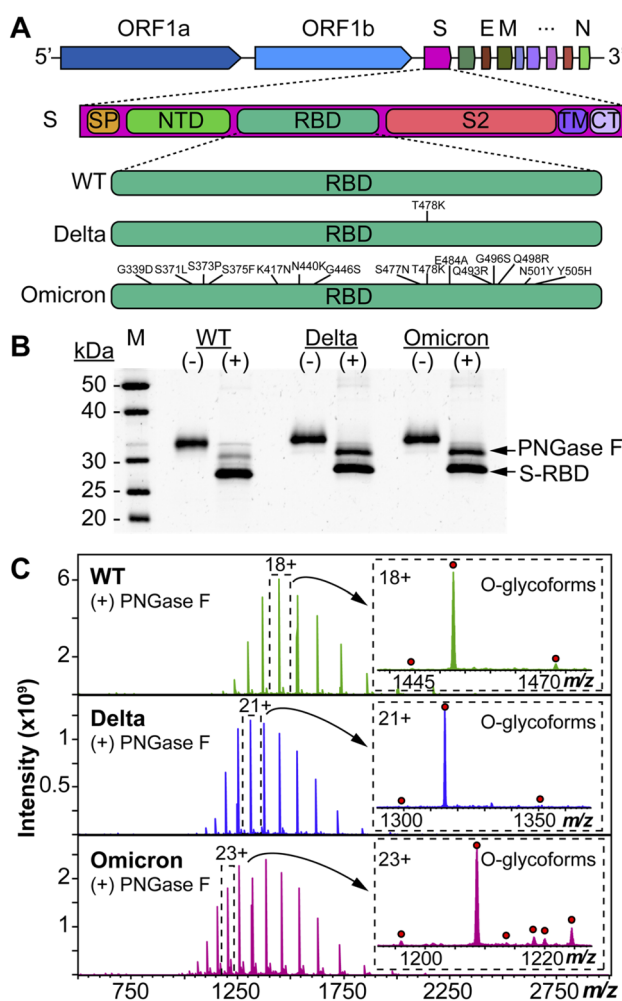 A
ORF1a ORF1b S E M ... N
5' 3'
S SP NTD RBD S2 TM CT
WT RBD
T478K
Delta RBD
G339D S371L S373P S375F K417N N440K G446S S477N T478K E484A Q493R G496S Q498R N501Y Y505H
Omicron RBD
B
kDa M WT Delta Omicron
(-) (+) (-) (+) (-) (+)
50 -
40 -
PNGase F
30 -
S-RBD
25 -
20 -
C
WT
(+) PNGase F
18+
18+ O-glycoforms
6
2
1445 1470 m/z
Delta
(+) PNGase F
21+
21+ O-glycoforms
1
0.5
1300 1350 m/z
Omicron
(+) PNGase F
23+
23+ O-glycoforms
2
1
1200 1220 m/z
Intensity (x10⁹)
750 1250 1750 2250 m/z 2750